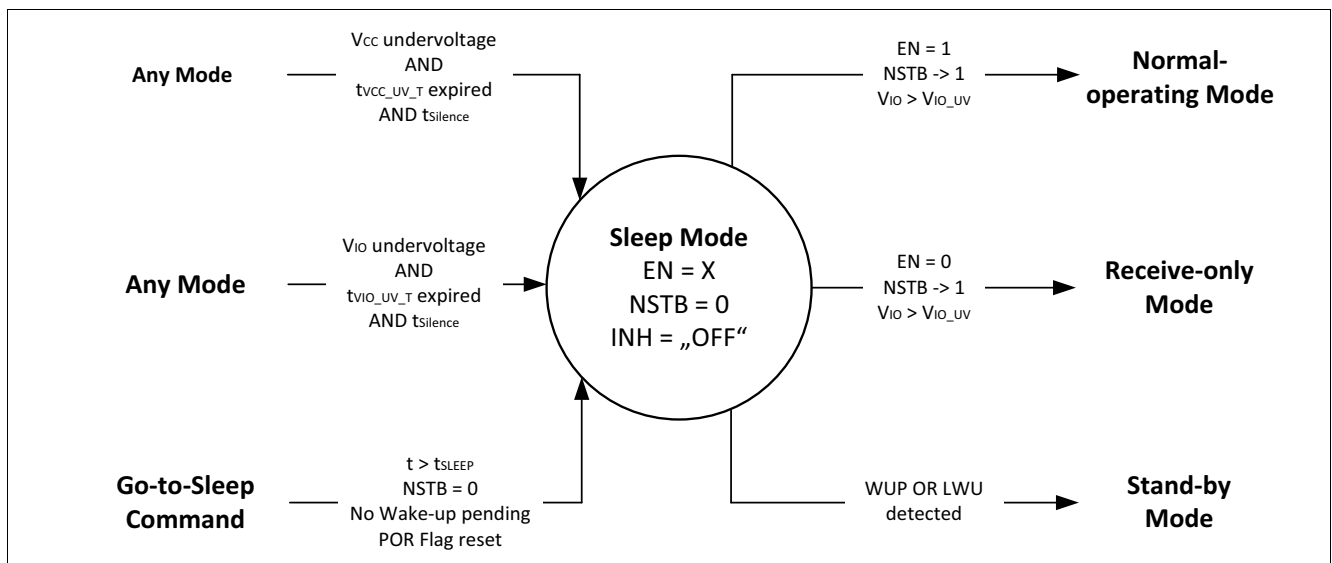 Any Mode
VCC undervoltage
AND
tVCC_UV_T expired
AND tSilence
EN = 1
NSTB -> 1
VIO > VIO_UV
Normal-
operating Mode
Any Mode
VIO undervoltage
AND
tVIO_UV_T expired
AND tSilence
Sleep Mode
EN = X
NSTB = 0
INH = „OFF“
EN = 0
NSTB -> 1
VIO > VIO_UV
Receive-only
Mode
Go-to-Sleep
Command
t > tSLEEP
NSTB = 0
No Wake-up pending
POR Flag reset
WUP OR LWU
detected
Stand-by
Mode